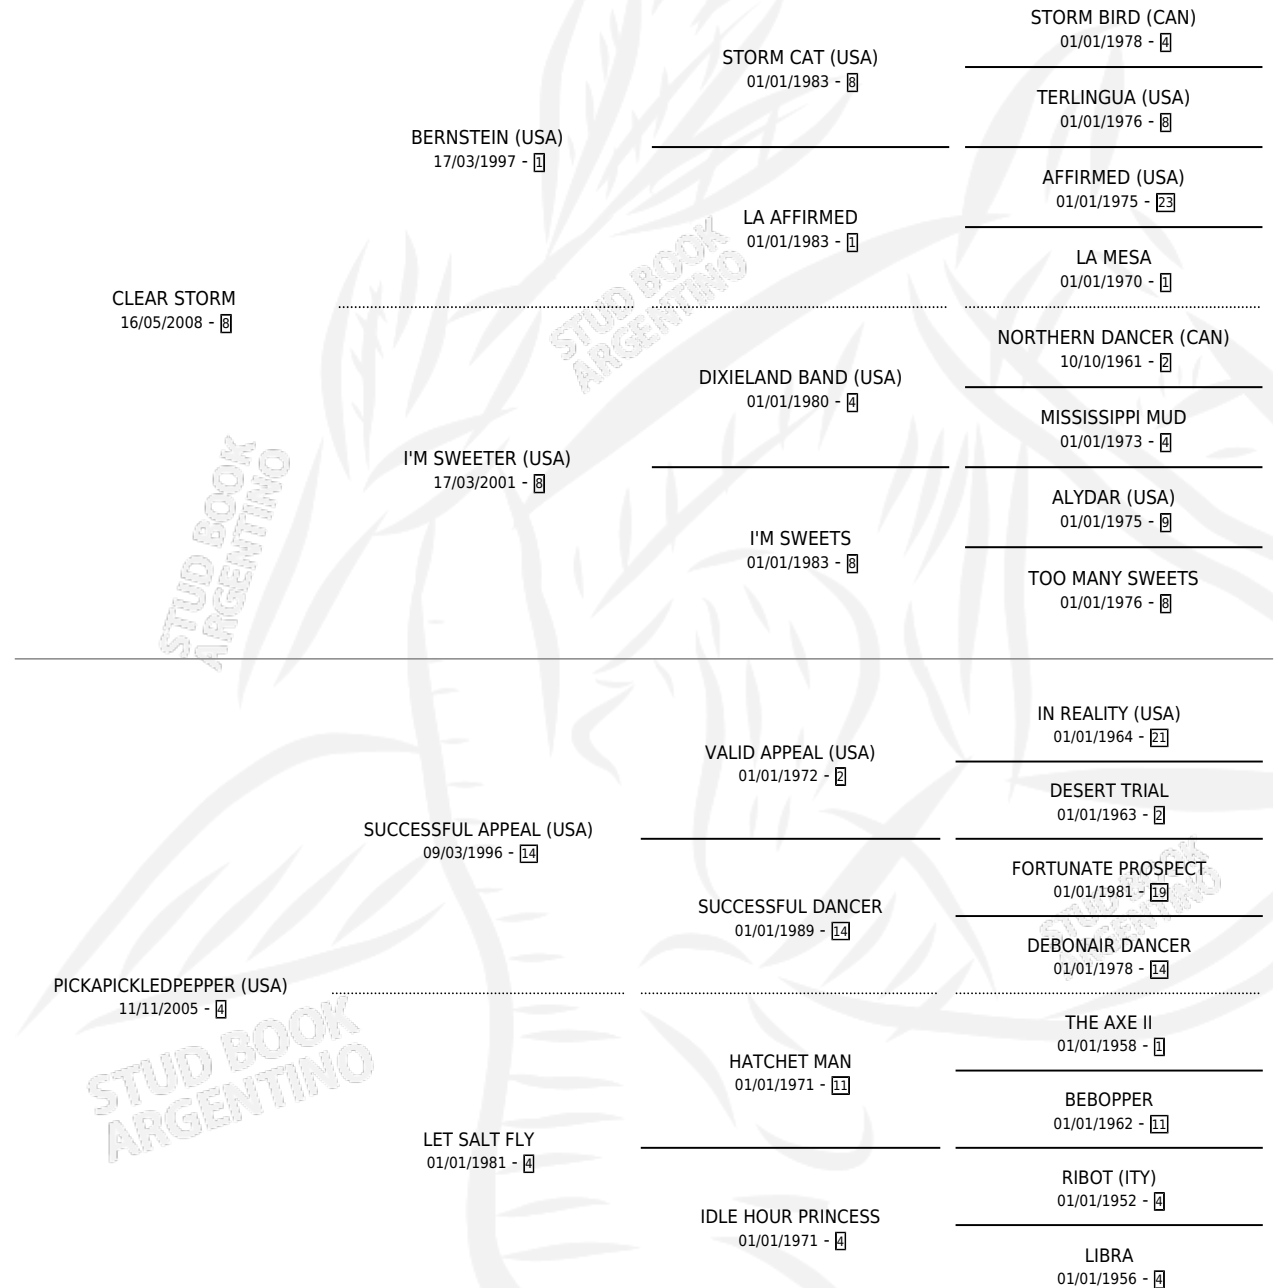 STORM BIRD (CAN)
01/01/1978 - 4
STORM CAT (USA)
01/01/1983 - 8
TERLINGUA (USA)
01/01/1976 - 8
BERNSTEIN (USA)
17/03/1997 - 1
AFFIRMED (USA)
01/01/1975 - 23
LA AFFIRMED
01/01/1983 - 1
LA MESA
01/01/1970 - 1
CLEAR STORM
16/05/2008 - 8
NORTHERN DANCER (CAN)
10/10/1961 - 2
DIXIELAND BAND (USA)
01/01/1980 - 4
MISSISSIPPI MUD
01/01/1973 - 4
I'M SWEETER (USA)
17/03/2001 - 8
ALYDAR (USA)
01/01/1975 - 9
I'M SWEETS
01/01/1983 - 8
TOO MANY SWEETS
01/01/1976 - 8
IN REALITY (USA)
01/01/1964 - 21
VALID APPEAL (USA)
01/01/1972 - 2
DESERT TRIAL
01/01/1963 - 2
SUCCESSFUL APPEAL (USA)
09/03/1996 - 14
FORTUNATE PROSPECT
01/01/1981 - 19
SUCCESSFUL DANCER
01/01/1989 - 14
DEBONAIR DANCER
01/01/1978 - 14
PICKAPICKLEDPEPPER (USA)
11/11/2005 - 4
THE AXE II
01/01/1958 - 1
HATCHET MAN
01/01/1971 - 11
BEBOPPER
01/01/1962 - 11
LET SALT FLY
01/01/1981 - 4
RIBOT (ITY)
01/01/1952 - 4
IDLE HOUR PRINCESS
01/01/1971 - 4
LIBRA
01/01/1956 - 4
STUD BOOK
ARGENTINO
STUD BOOK
ARGENTINO
STUD BOOK
ARGENTINO
STUD BOOK
ARGENTINO